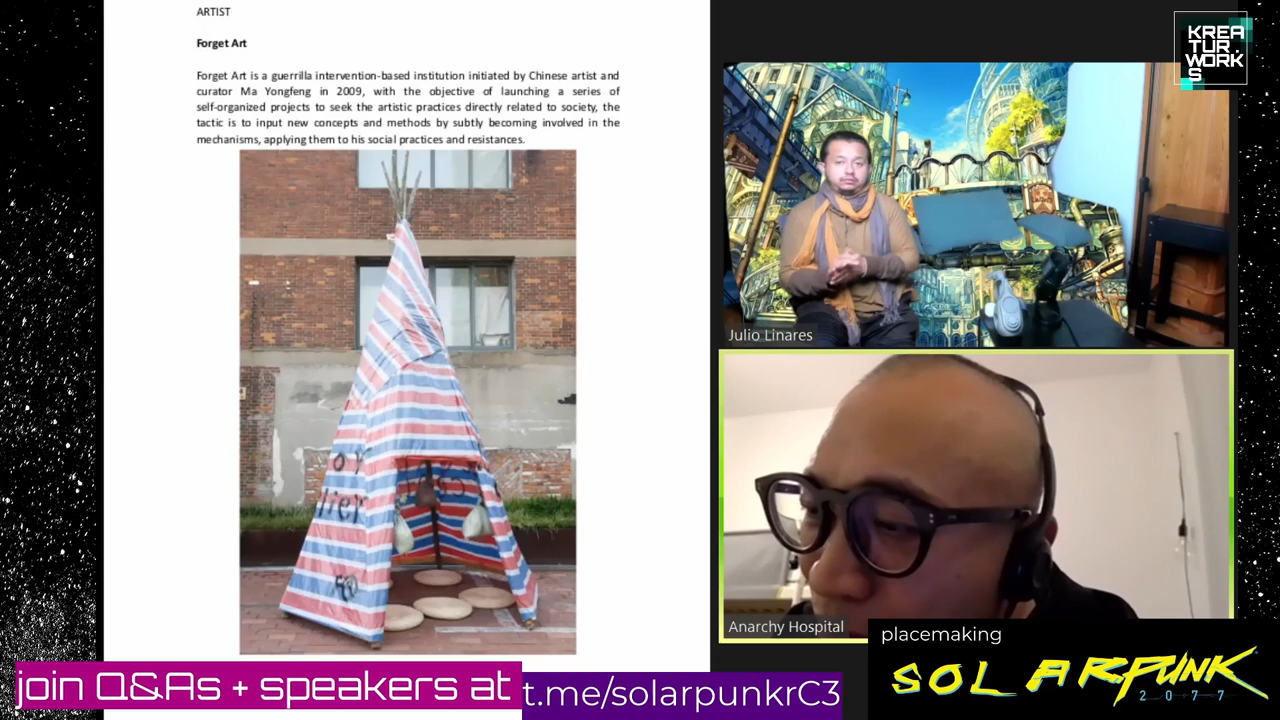 ARTIST
Forget Art
Forget Art is a guerrilla intervention-based institution initiated by Chinese artist and
curator Ma Yongfeng in 2009, with the objective of launching a series of
self-organized projects to seek the artistic practices directly related to society, the
tactic is to input new concepts and methods by subtly becoming involved in the
mechanisms, applying them to his social practices and resistances.
KREA
TUR.
WORK
S
Julio Linares
Anarchy Hospital
placemaking
SOLARPUNK
2077
join Q&As + speakers at
t.me/solarpunkrC3